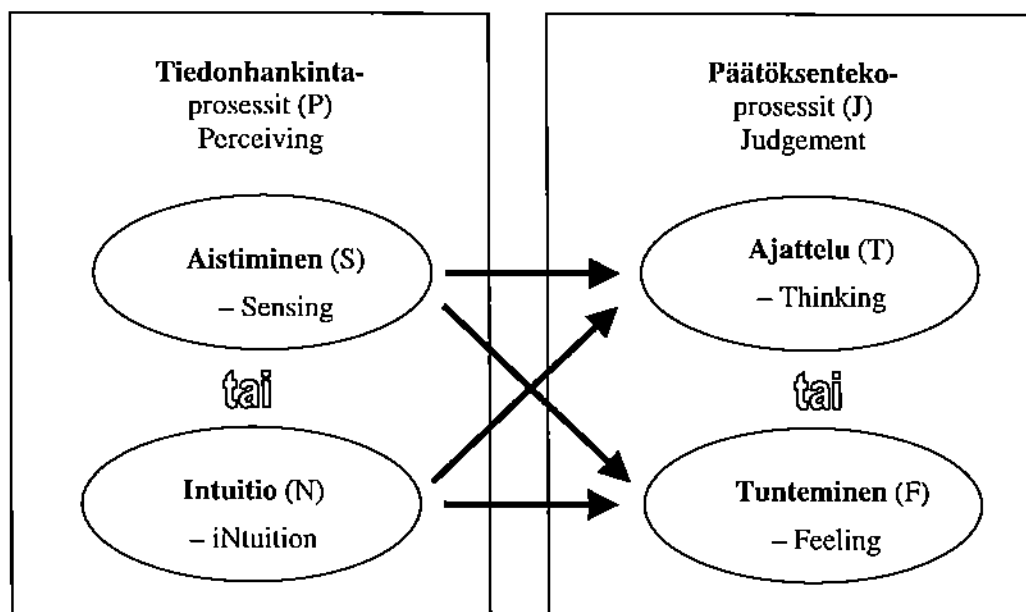 Tiedonhankinta-
prosessit (P)
Perceiving
Aistiminen (S)
– Sensing
tai
Intuitio (N)
– iNtuition
Päätöksenteko-
prosessit (J)
Judgement
Ajattelu (T)
– Thinking
tai
Tunteminen (F)
– Feeling